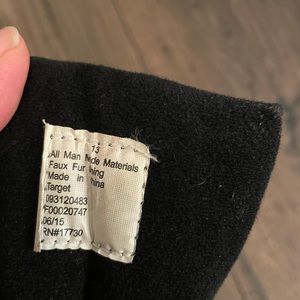 13
All Man Made Materials
Faux Fur Lining
Made in China
Target
093120483
F00020747
06/15
RN#17730